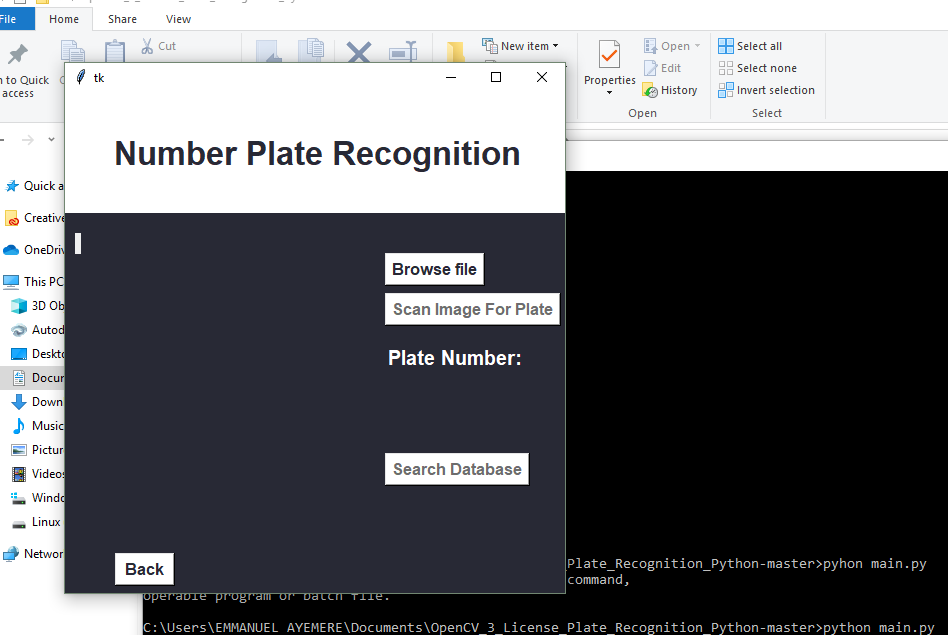 File Home Share View
Cut
New item
Open
Select all
Properties
Edit
Select none
to Quick
access
History
Invert selection
Open
Select
tk
Number Plate Recognition
Quick a
Creative
OneDriv
This PC
3D Ob
Autod
Deskto
Docur
Down
Music
Pictur
Videos
Windo
Linux
Networ
Browse file
Scan Image For Plate
Plate Number:
Search Database
Back
Plate_Recognition_Python-master>pyhon main.py
command,
operable program or batch file.
C:\Users\EMMANUEL AYEMERE\Documents\OpenCV_3_License_Plate_Recognition_Python-master>python main.py